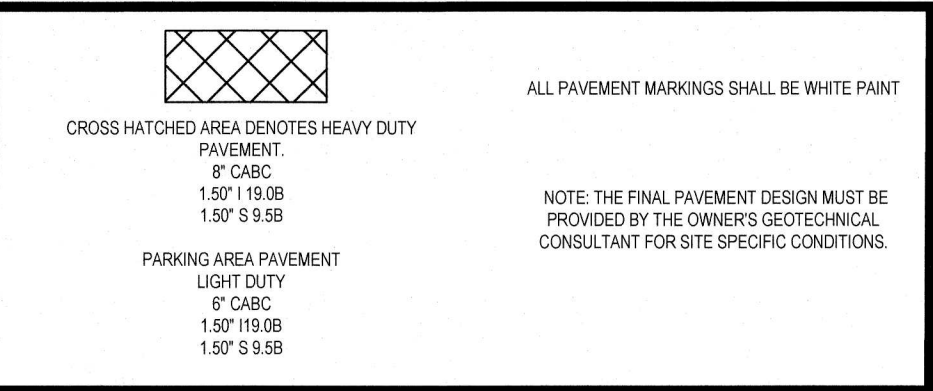 CROSS HATCHED AREA DENOTES HEAVY DUTY
PAVEMENT.
8" CABC
1.50" I 19.0B
1.50" S 9.5B
PARKING AREA PAVEMENT
LIGHT DUTY
6" CABC
1.50" I19.0B
1.50" S 9.5B
ALL PAVEMENT MARKINGS SHALL BE WHITE PAINT
NOTE: THE FINAL PAVEMENT DESIGN MUST BE
PROVIDED BY THE OWNER'S GEOTECHNICAL
CONSULTANT FOR SITE SPECIFIC CONDITIONS.